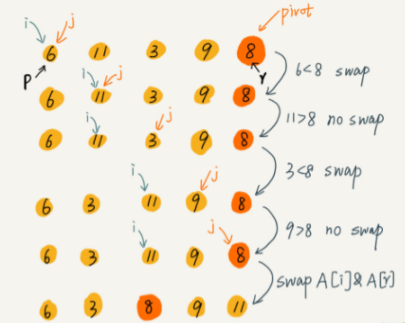 pivot
i j
6 11 3 9 8
p r
i j
6<8 swap
6 11 3 9 8
i j
11>8 no swap
6 11 3 9 8
i j
3<8 swap
6 3 11 9 8
i j
9>8 no swap
6 3 11 9 8
swap A[i]&A[r]
6 3 8 9 11